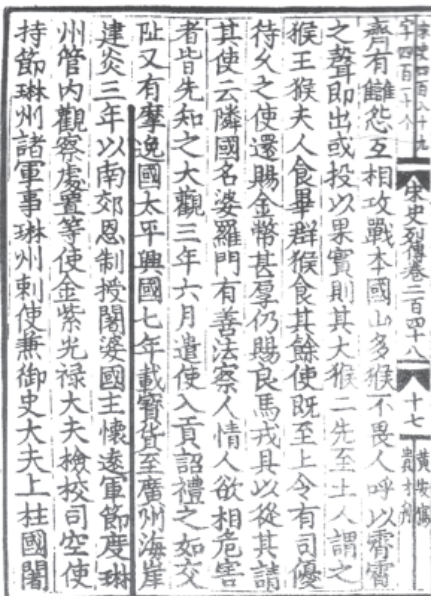 宋史列傳卷二百四十八
十七
黃安寫
齊有讎怨互相攻戰本國山多猴不畏人呼以霄霄
之聲即出或投以果實則其大猴二先至土人謂之
猴王猴夫人食畢群猴食其餘使既至上令有司優
待久之使還賜金幣甚厚仍賜良馬戎具以從其請
其使云隣國名婆羅門有善法察人情人欲相危害
者皆先知之大觀三年六月遣使入貢詔禮之如交
阯又有摩逸國太平興國七年載寶貨至廣州海岸
建炎三年以南郊恩制授闍婆國主懷遠軍節度琳
州管内觀察處置等使金紫光禄大夫檢校司空使
持節琳州諸軍事琳州刺使兼御史大夫上柱國闍